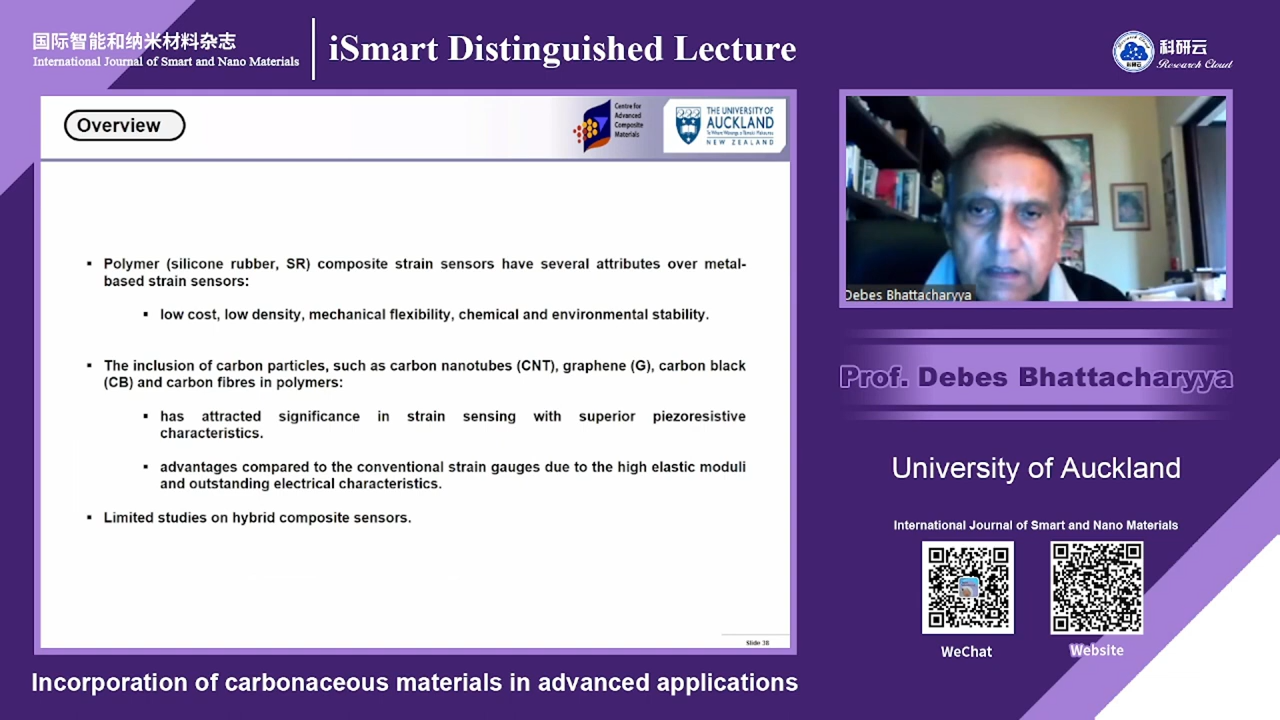 国际智能和纳米材料杂志
International Journal of Smart and Nano Materials
iSmart Distinguished Lecture
科研云
Research Cloud
Overview
Centre for
Advanced
Composite
Materials
THE UNIVERSITY OF
AUCKLAND
NEW ZEALAND
▪ Polymer (silicone rubber, SR) composite strain sensors have several attributes over metal-
based strain sensors:
▪ low cost, low density, mechanical flexibility, chemical and environmental stability.
▪ The inclusion of carbon particles, such as carbon nanotubes (CNT), graphene (G), carbon black
(CB) and carbon fibres in polymers:
▪ has attracted significance in strain sensing with superior piezoresistive
characteristics.
▪ advantages compared to the conventional strain gauges due to the high elastic moduli
and outstanding electrical characteristics.
▪ Limited studies on hybrid composite sensors.
Slide 38
Debes Bhattacharyya
Prof. Debes Bhattacharyya
University of Auckland
International Journal of Smart and Nano Materials
WeChat
Website
Incorporation of carbonaceous materials in advanced applications